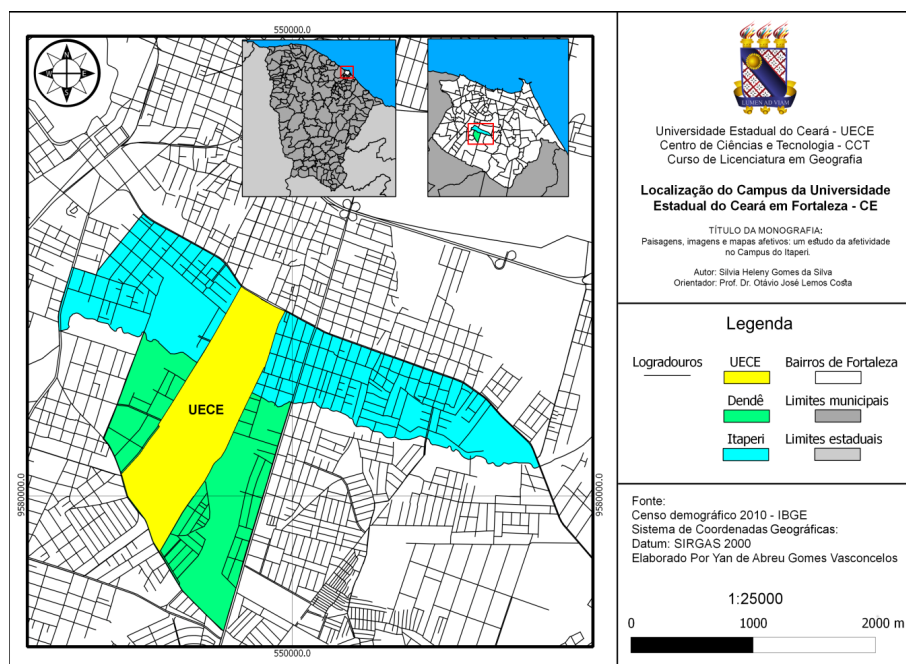 550000.0
N
W
E
S
9580000.0
UECE
9580000.0
550000.0
LUMEN AD VIAM
Universidade Estadual do Ceará - UECE
Centro de Ciências e Tecnologia - CCT
Curso de Licenciatura em Geografia
Localização do Campus da Universidade
Estadual do Ceará em Fortaleza - CE
TÍTULO DA MONOGRAFIA:
Paisagens, imagens e mapas afetivos: um estudo da afetividade
no Campus do Itaperi.
Autor: Silvia Heleny Gomes da Silva
Orientador: Prof. Dr. Otávio José Lemos Costa
Legenda
Logradouros UECE Bairros de Fortaleza
Dendê Limites municipais
Itaperi Limites estaduais
Fonte:
Censo demográfico 2010 - IBGE
Sistema de Coordenadas Geográficas:
Datum: SIRGAS 2000
Elaborado Por Yan de Abreu Gomes Vasconcelos
1:25000
0 1000 2000 m